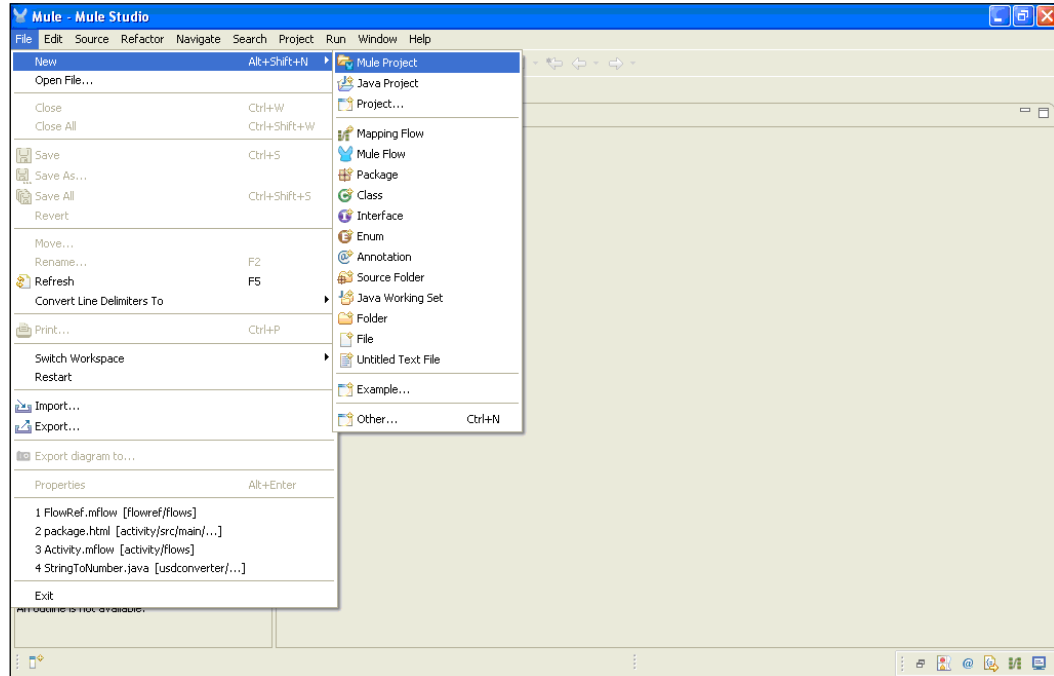 Mule - Mule Studio
File Edit Source Refactor Navigate Search Project Run Window Help
New Alt+Shift+N
Open File...
Close Ctrl+W
Close All Ctrl+Shift+W
Save Ctrl+S
Save As...
Save All Ctrl+Shift+S
Revert
Move...
Rename... F2
Refresh F5
Convert Line Delimiters To
Print... Ctrl+P
Switch Workspace
Restart
Import...
Export...
Export diagram to...
Properties Alt+Enter
1 FlowRef.mflow [flowref/flows]
2 package.html [activity/src/main/...]
3 Activity.mflow [activity/flows]
4 StringToNumber.java [usdconverter/...]
Exit
Mule Project
Java Project
Project...
Mapping Flow
Mule Flow
Package
Class
Interface
Enum
Annotation
Source Folder
Java Working Set
Folder
File
Untitled Text File
Example...
Other... Ctrl+N
An outline is not available.